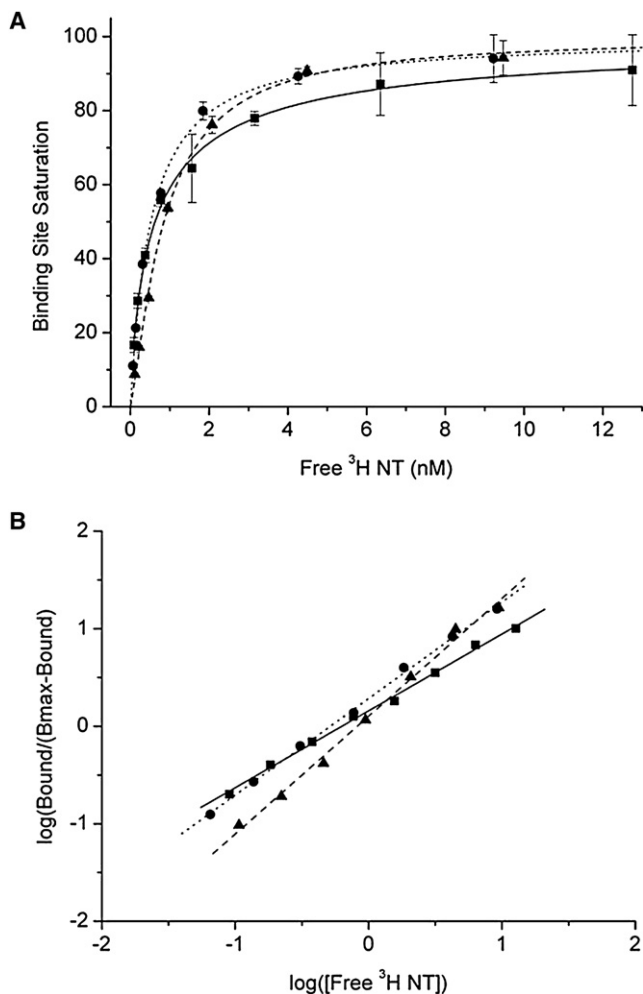 A
100
80
60
40
20
0
Binding Site Saturation
0 2 4 6 8 10 12
Free ³H NT (nM)
B
2
1
0
-1
-2
log(Bound/(Bmax-Bound)
-2 -1 0 1 2
log([Free ³H NT])